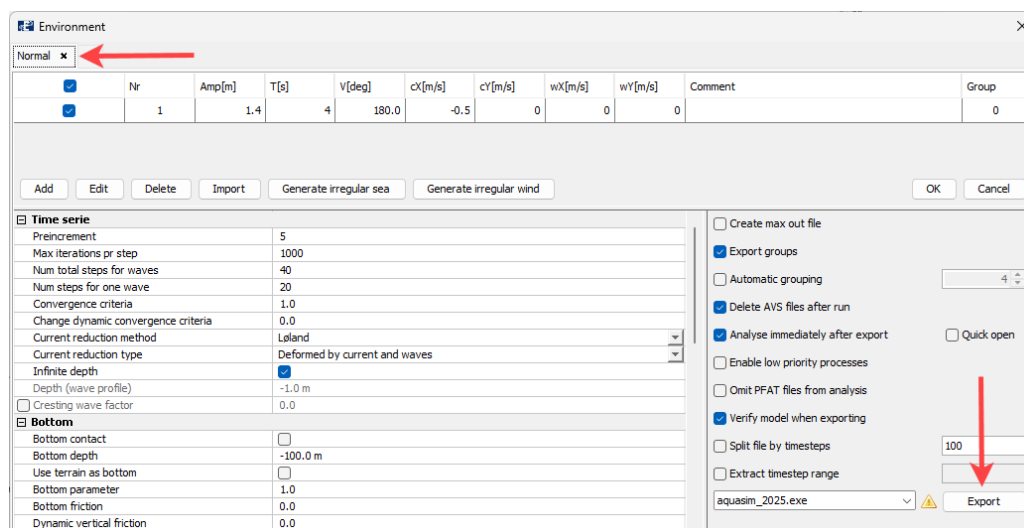 Environment
Normal
Nr Amp[m] T[s] V[deg] cX[m/s] cY[m/s] wX[m/s] wY[m/s] Comment Group
1 1.4 4 180.0 -0.5 0 0 0 0
Add Edit Delete Import Generate irregular sea Generate irregular wind OK Cancel
Time serie
Preincrement 5
Max iterations pr step 1000
Num total steps for waves 40
Num steps for one wave 20
Convergence criteria 1.0
Change dynamic convergence criteria 0.0
Current reduction method Løland
Current reduction type Deformed by current and waves
Infinite depth
Depth (wave profile) -1.0 m
Cresting wave factor 0.0
Bottom
Bottom contact
Bottom depth -100.0 m
Use terrain as bottom
Bottom parameter 1.0
Bottom friction 0.0
Dynamic vertical friction 0.0
Create max out file
Export groups
Automatic grouping 4
Delete AVS files after run
Analyse immediately after export Quick open
Enable low priority processes
Omit PFAT files from analysis
Verify model when exporting
Split file by timesteps 100
Extract timestep range
aquasim_2025.exe Export